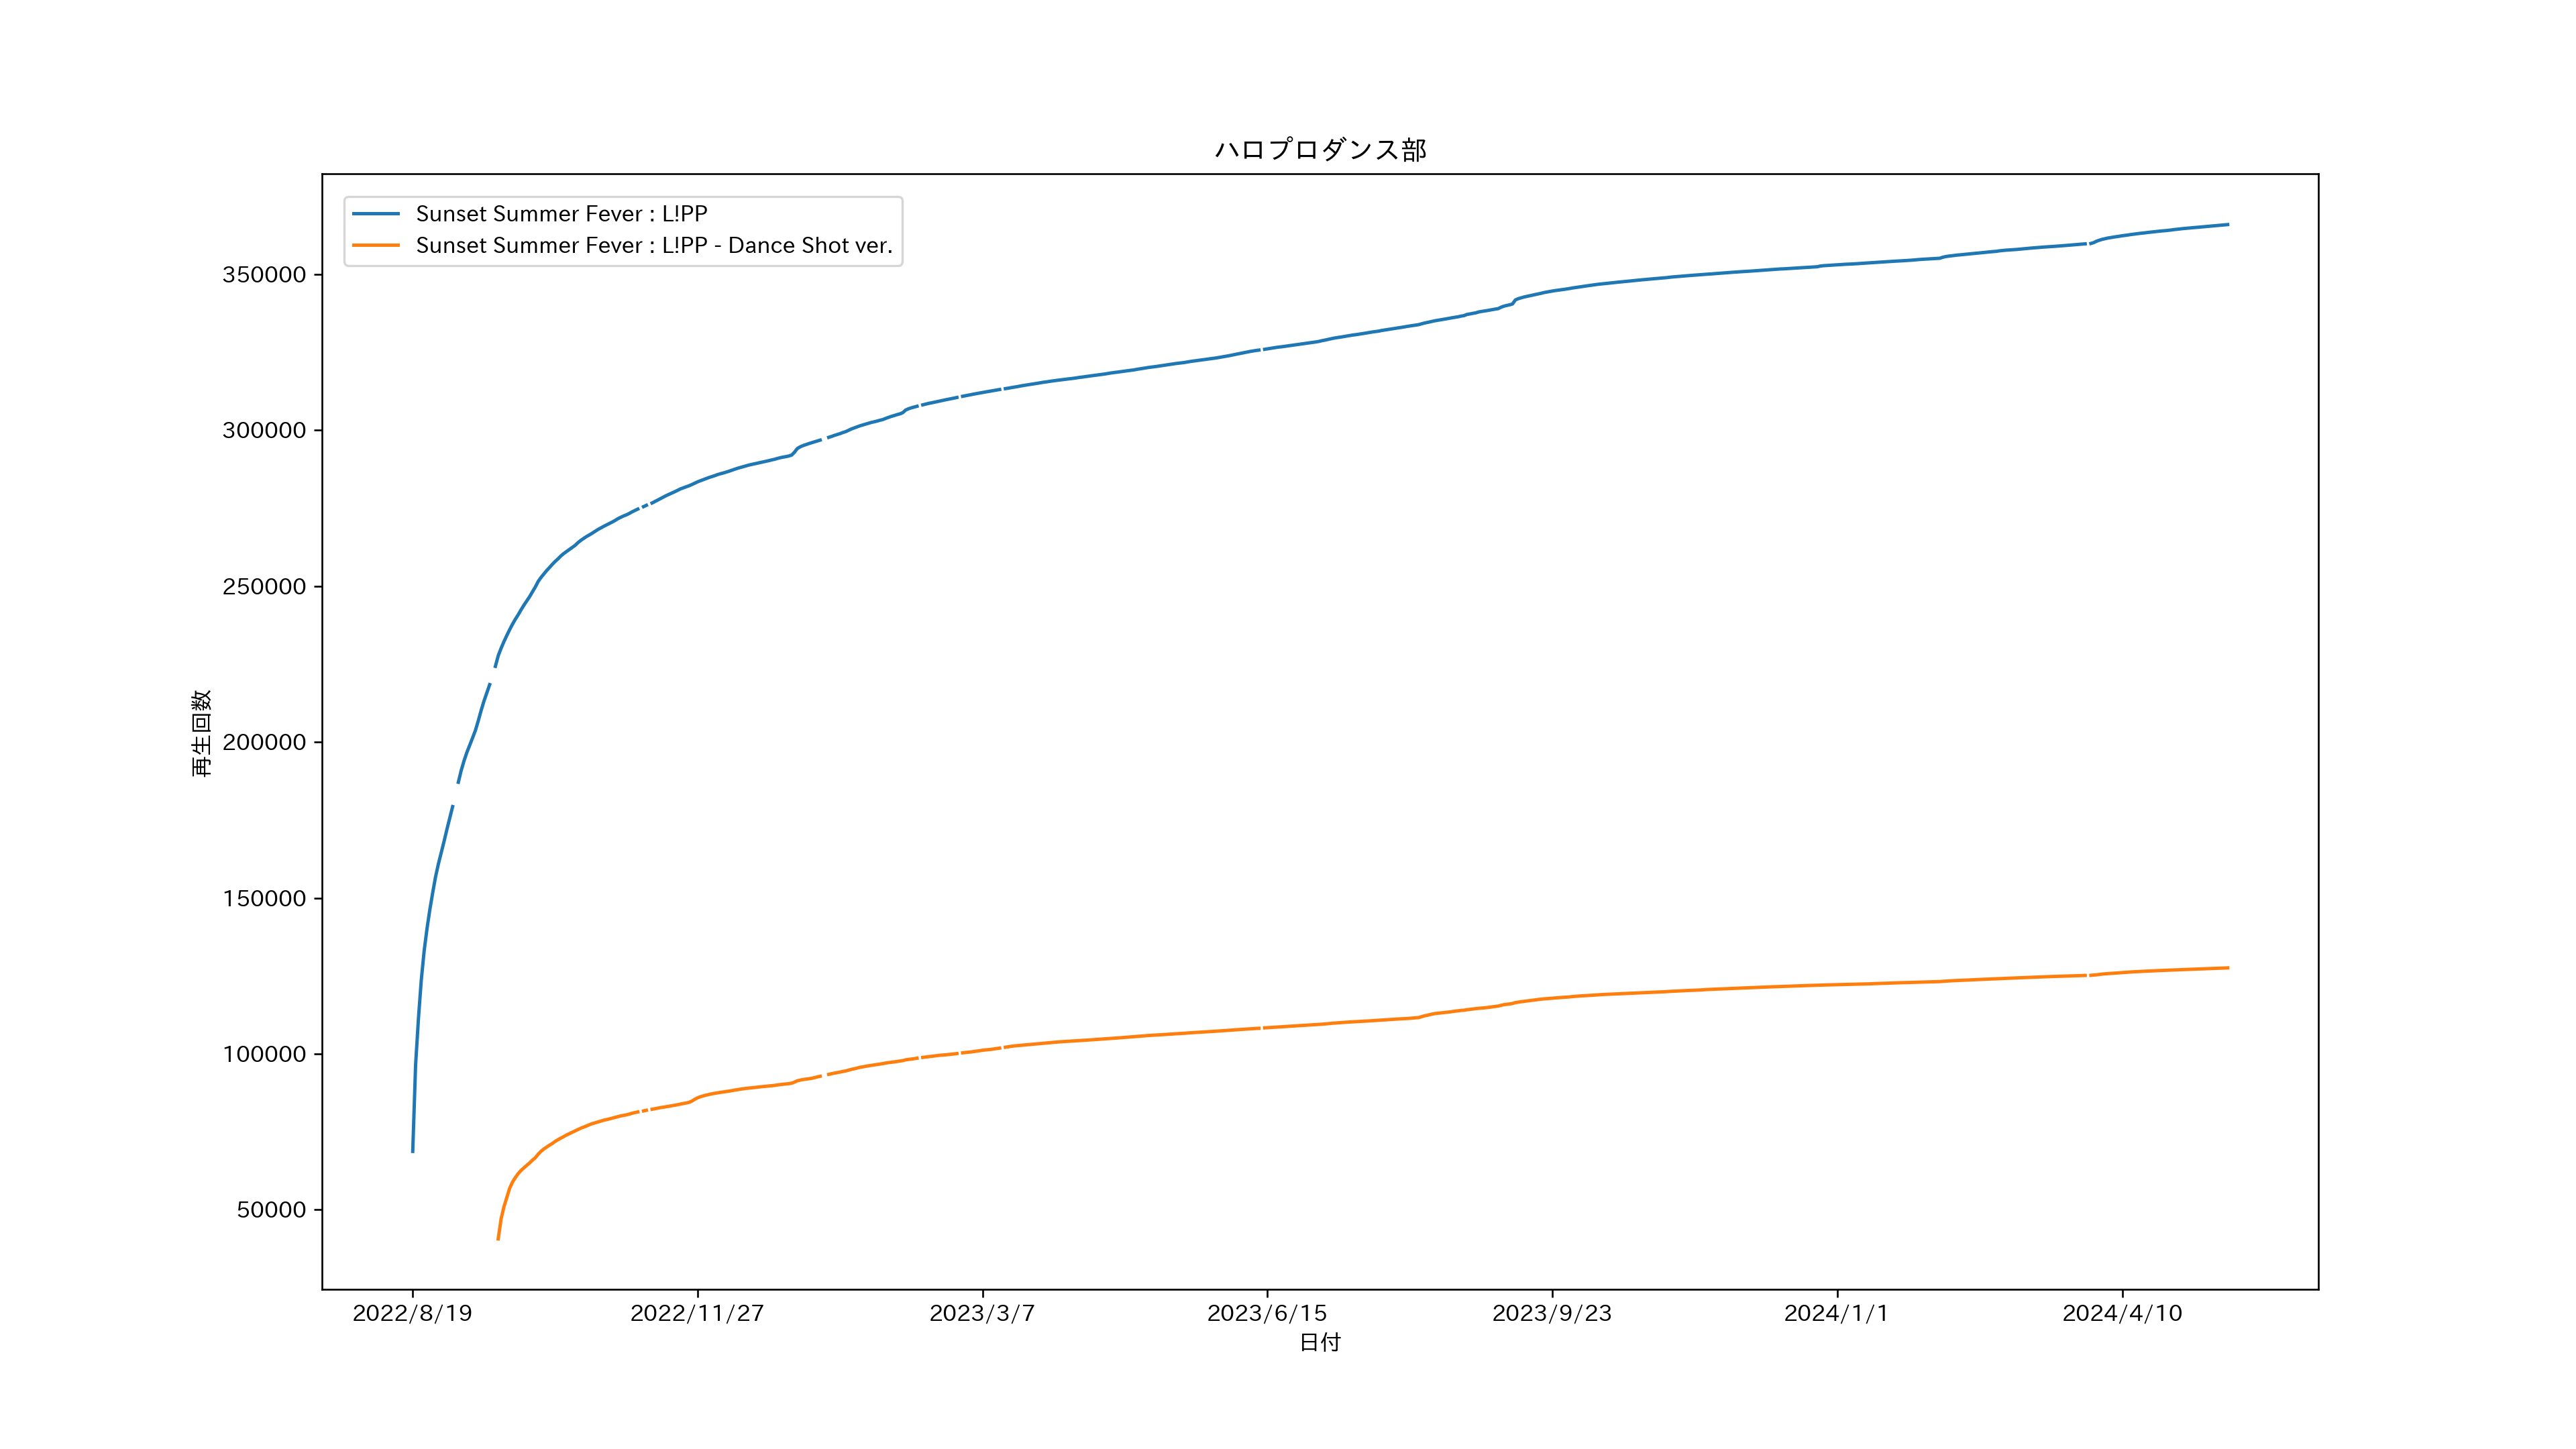 ハロプロダンス部
Sunset Summer Fever : L!PP
Sunset Summer Fever : L!PP - Dance Shot ver.
350000
300000
250000
200000
150000
100000
50000
再生回数
2022/8/19
2022/11/27
2023/3/7
2023/6/15
2023/9/23
2024/1/1
2024/4/10
日付